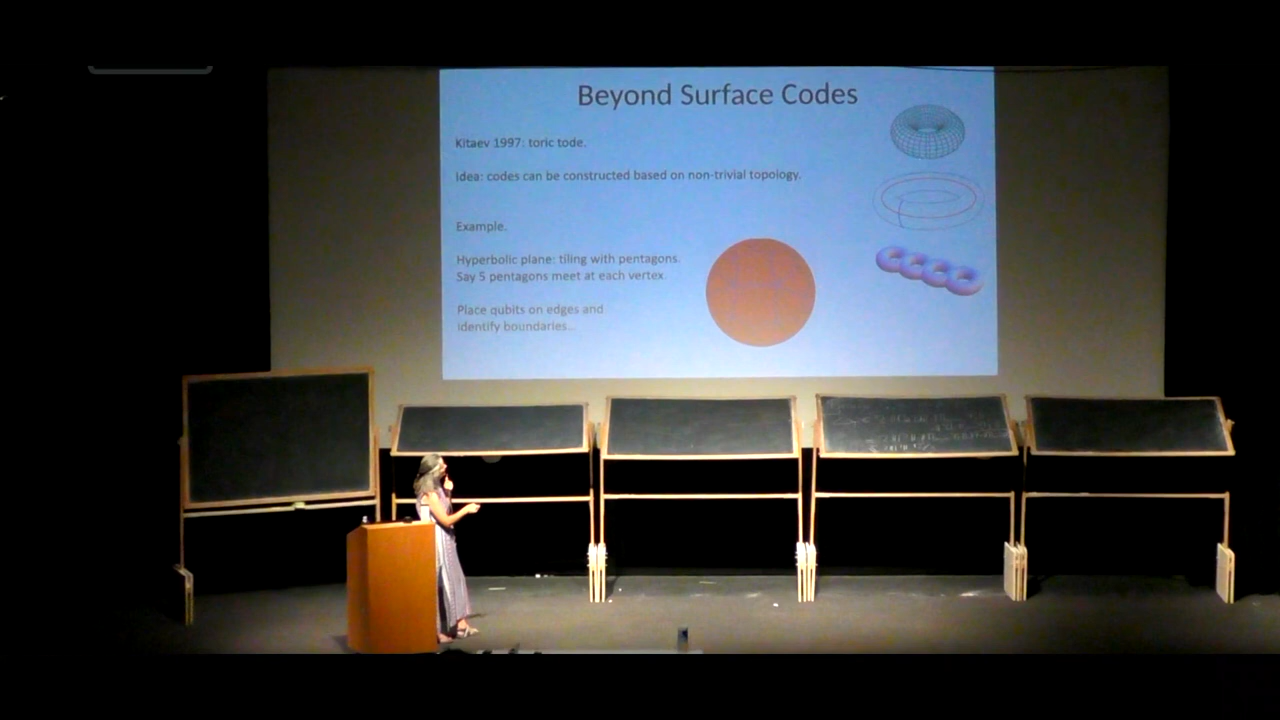 Beyond Surface Codes
Kitaev 1997: toric tode.
Idea: codes can be constructed based on non-trivial topology.
Example.
Hyperbolic plane: tiling with pentagons.
Say 5 pentagons meet at each vertex.
Place qubits on edges and
identify boundaries...